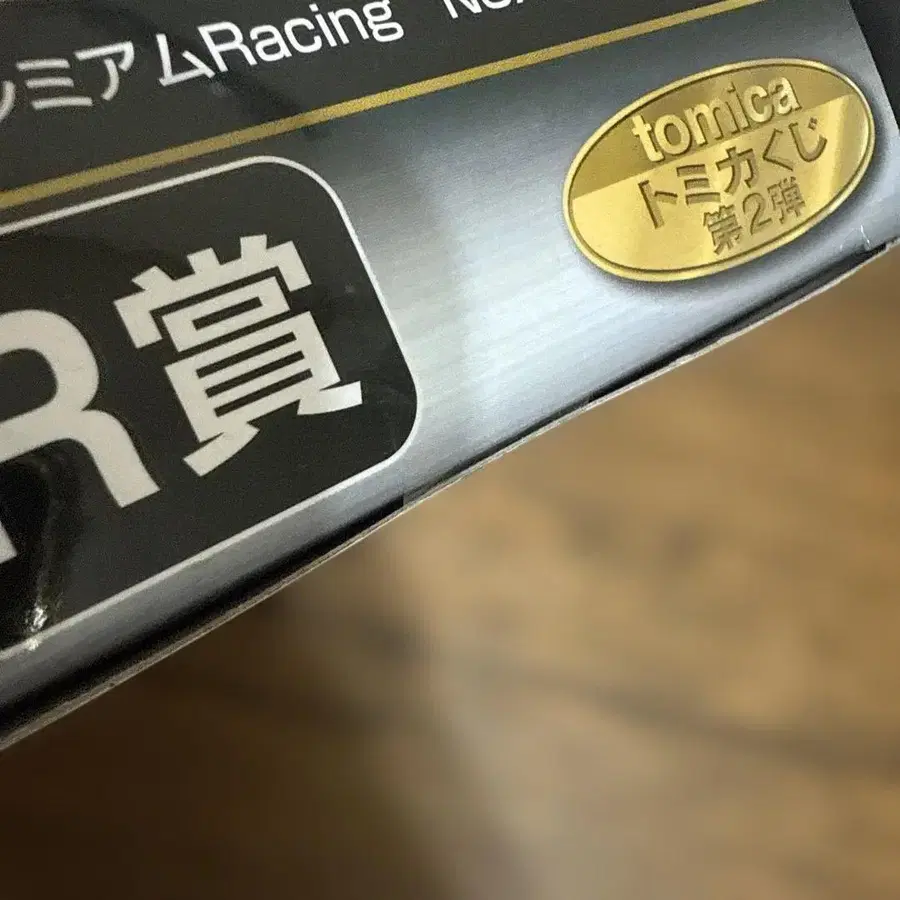 ミアムRacing
R賞
tomica
トミカくじ
第2弾